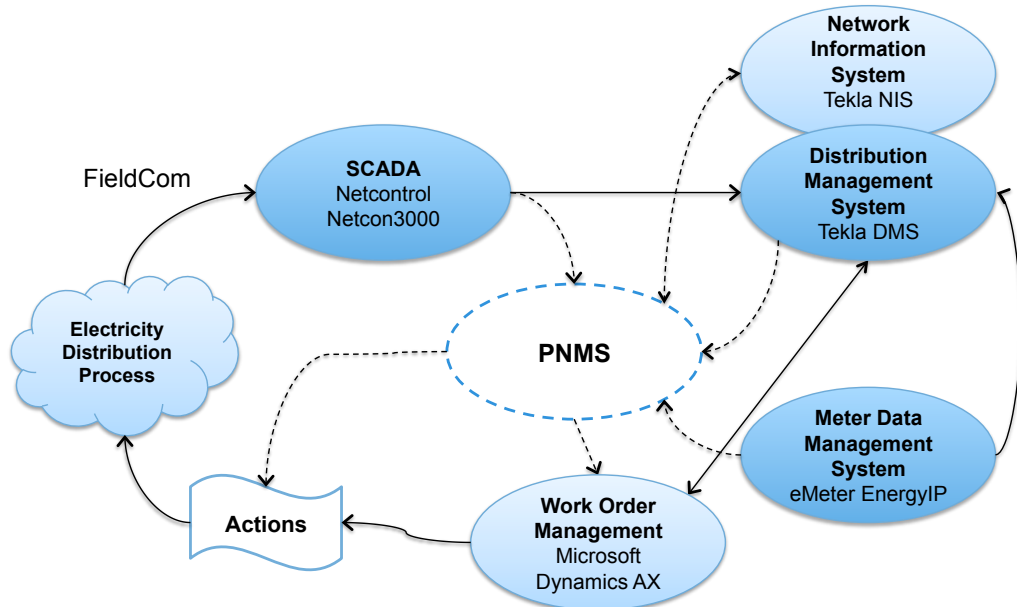 Network
Information
System
Tekla NIS
FieldCom
SCADA
Netcontrol
Netcon3000
Distribution
Management
System
Tekla DMS
Electricity
Distribution
Process
PNMS
Meter Data
Management
System
eMeter EnergyIP
Actions
Work Order
Management
Microsoft
Dynamics AX